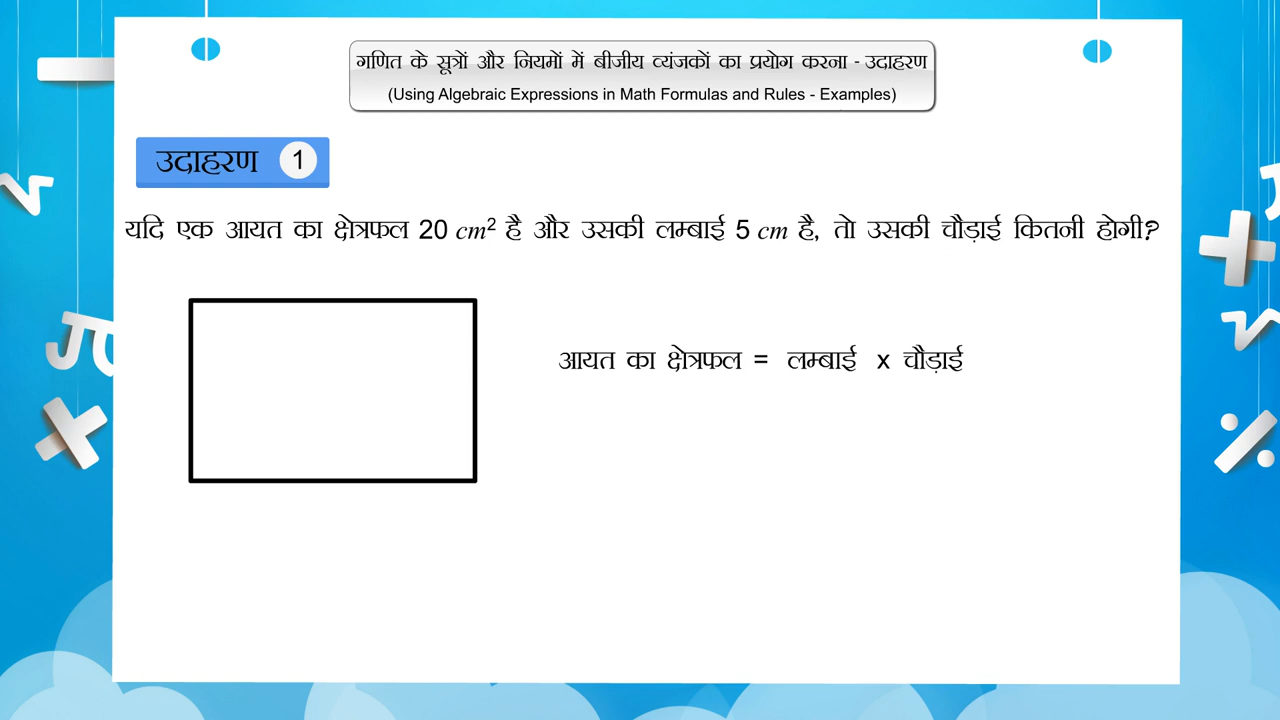 गणित के सूत्रों और नियमों में बीजीय व्यंजकों का प्रयोग करना - उदाहरण
(Using Algebraic Expressions in Math Formulas and Rules - Examples)
उदाहरण 1
यदि एक आयत का क्षेत्रफल 20 cm² है और उसकी लम्बाई 5 cm है, तो उसकी चौड़ाई कितनी होगी?
आयत का क्षेत्रफल = लम्बाई x चौड़ाई